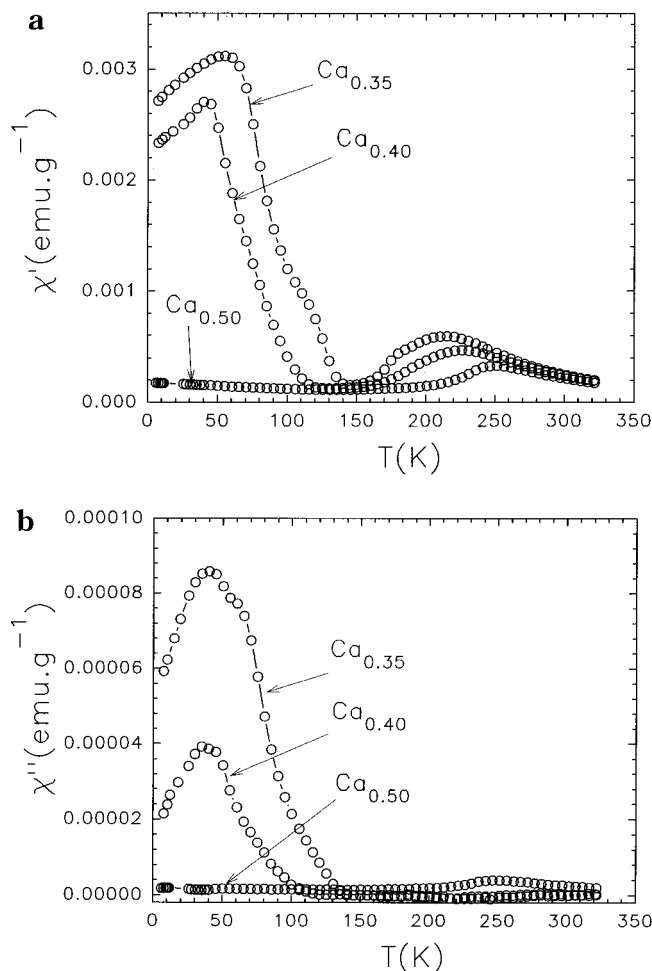 a
0.003
0.002
0.001
0.000
χ'(emu.g⁻¹)
Ca₀.₃₅
Ca₀.₄₀
Ca₀.₅₀
0 50 100 150 200 250 300 350
T(K)
b
0.00010
0.00008
0.00006
0.00004
0.00002
0.00000
χ''(emu.g⁻¹)
Ca₀.₃₅
Ca₀.₄₀
Ca₀.₅₀
0 50 100 150 200 250 300 350
T(K)